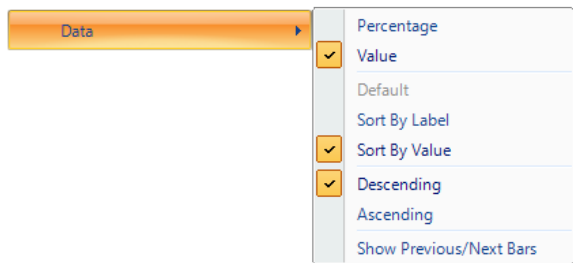 Data
Percentage
Value
Default
Sort By Label
Sort By Value
Descending
Ascending
Show Previous/Next Bars